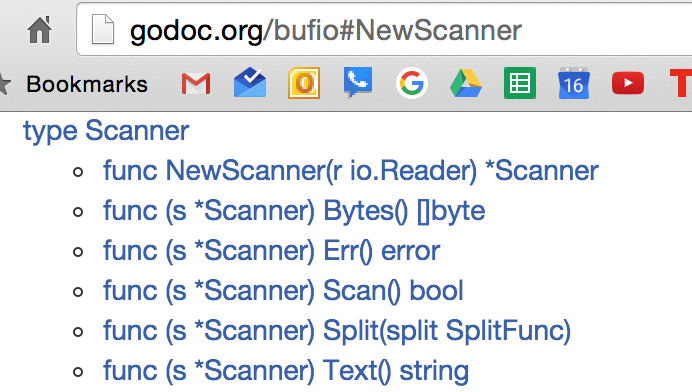 godoc.org/bufio#NewScanner
Bookmarks 16
type Scanner
func NewScanner(r io.Reader) *Scanner
func (s *Scanner) Bytes() []byte
func (s *Scanner) Err() error
func (s *Scanner) Scan() bool
func (s *Scanner) Split(split SplitFunc)
func (s *Scanner) Text() string